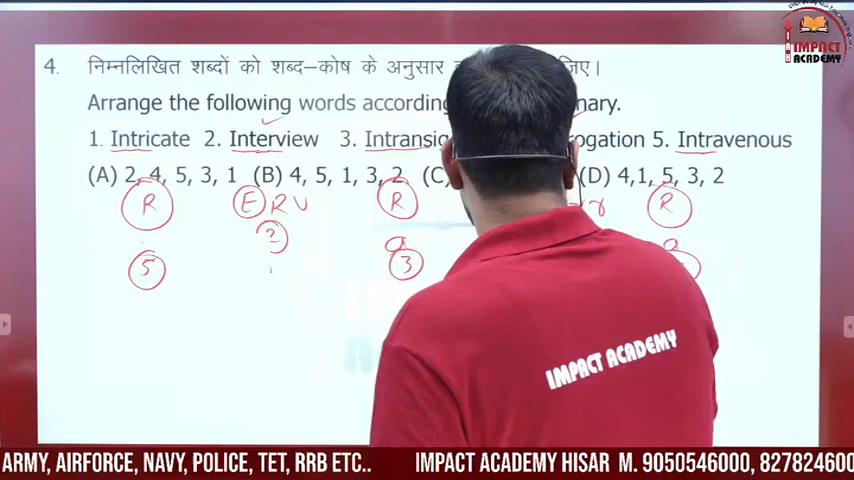 IMPACT
ACADEMY
4. निम्नलिखित शब्दों को शब्द–कोष के अनुसार
Arrange the following words according
1. Intricate 2. Interview 3. Intransig rogation 5. Intravenous
(A) 2, 4, 5, 3, 1 (B) 4, 5, 1, 3, 2 (C) (D) 4,1, 5, 3, 2
R E R V R r R
2 a a
5 3
IMPACT ACADEMY
ARMY, AIRFORCE, NAVY, POLICE, TET, RRB ETC.. IMPACT ACADEMY HISAR M. 9050546000, 827824600